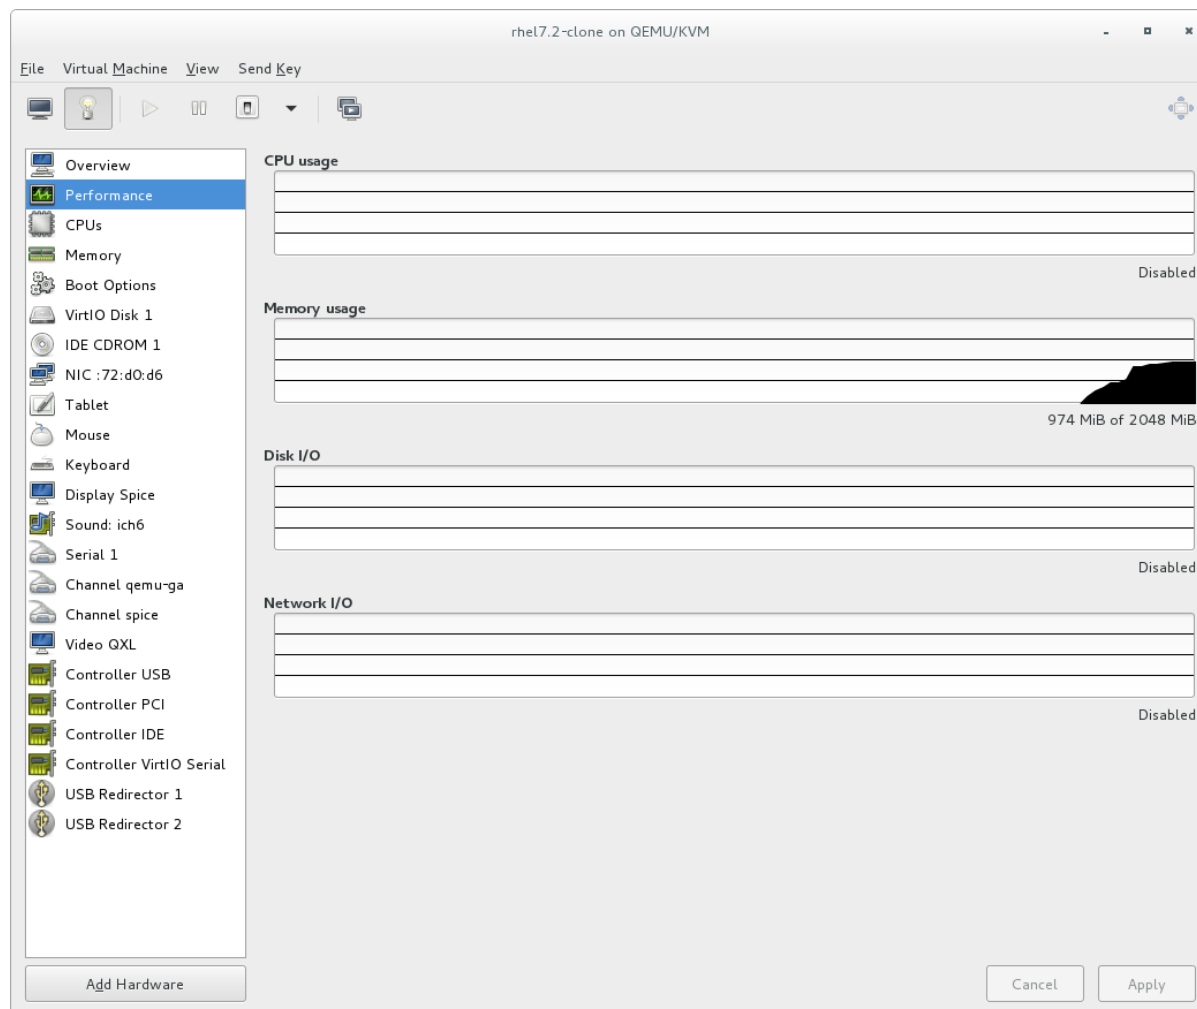 rhel7.2-clone on QEMU/KVM
File Virtual Machine View Send Key
Overview
Performance
CPUs
Memory
Boot Options
VirtIO Disk 1
IDE CDROM 1
NIC :72:d0:d6
Tablet
Mouse
Keyboard
Display Spice
Sound: ich6
Serial 1
Channel qemu-ga
Channel spice
Video QXL
Controller USB
Controller PCI
Controller IDE
Controller VirtIO Serial
USB Redirector 1
USB Redirector 2
Add Hardware
CPU usage
Disabled
Memory usage
974 MiB of 2048 MiB
Disk I/O
Disabled
Network I/O
Disabled
Cancel Apply